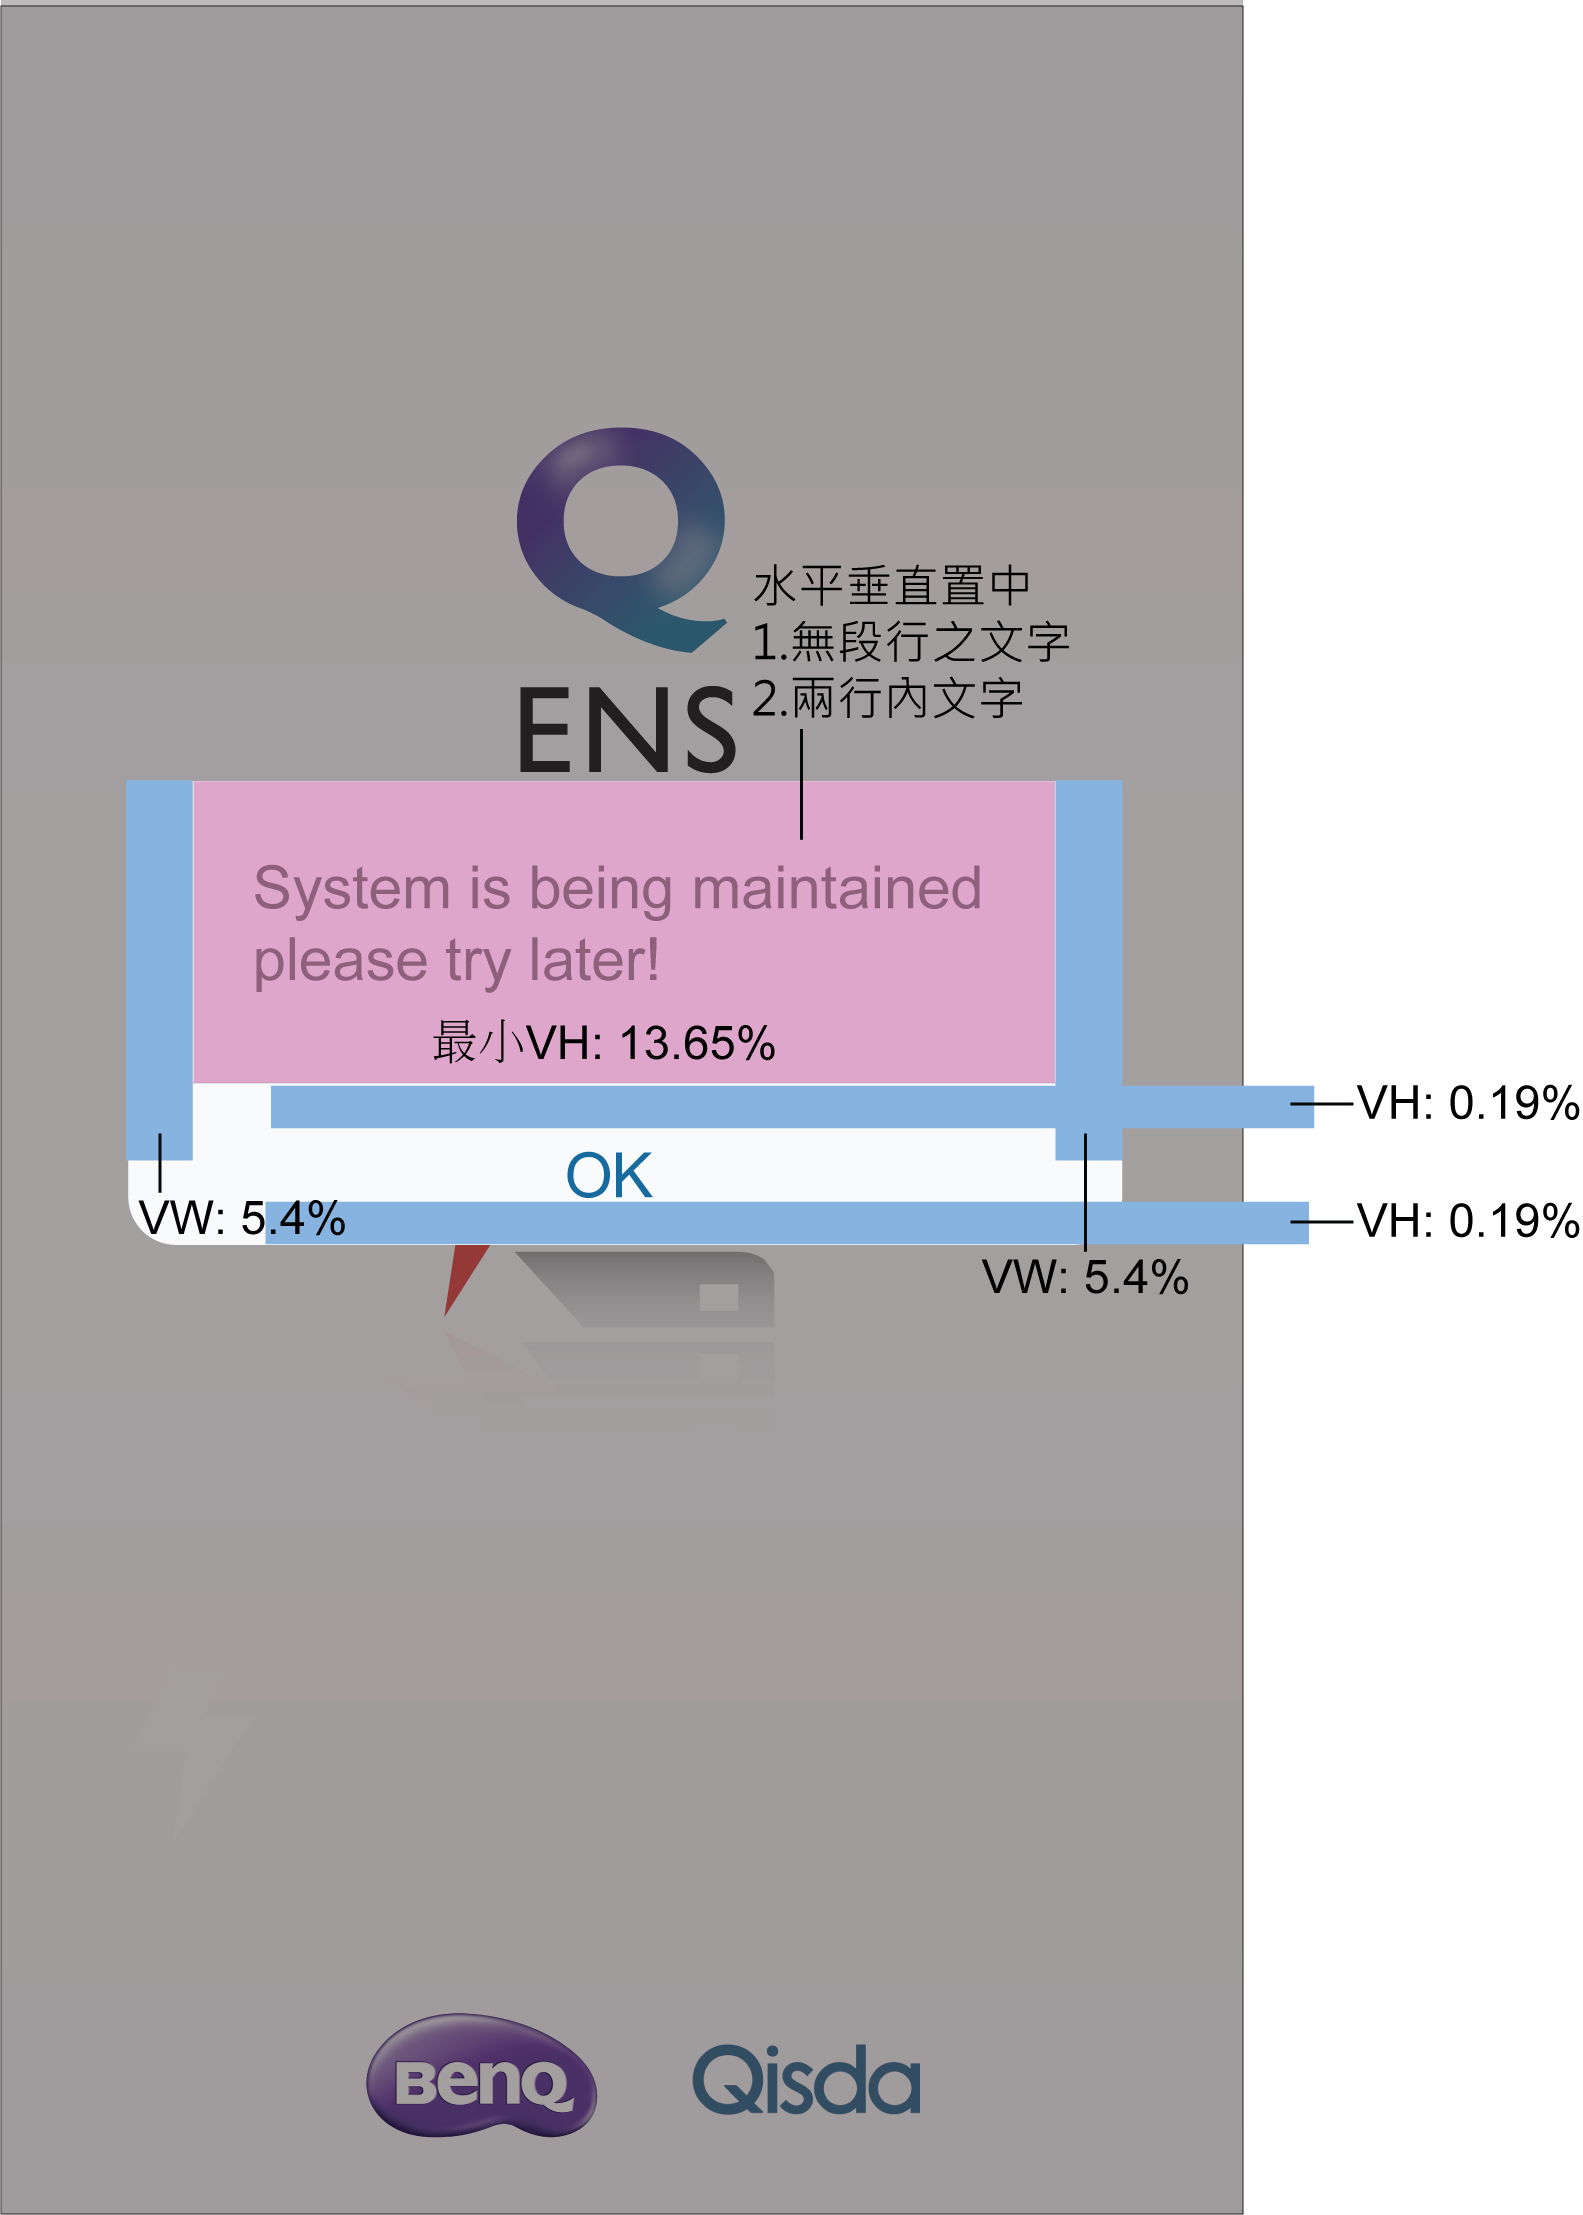 Q
ENS
水平垂直置中
1.無段行之文字
2.兩行內文字
System is being maintained
please try later!
最小VH: 13.65%
VH: 0.19%
OK
VW: 5.4%
VH: 0.19%
VW: 5.4%
BenQ
Qisda